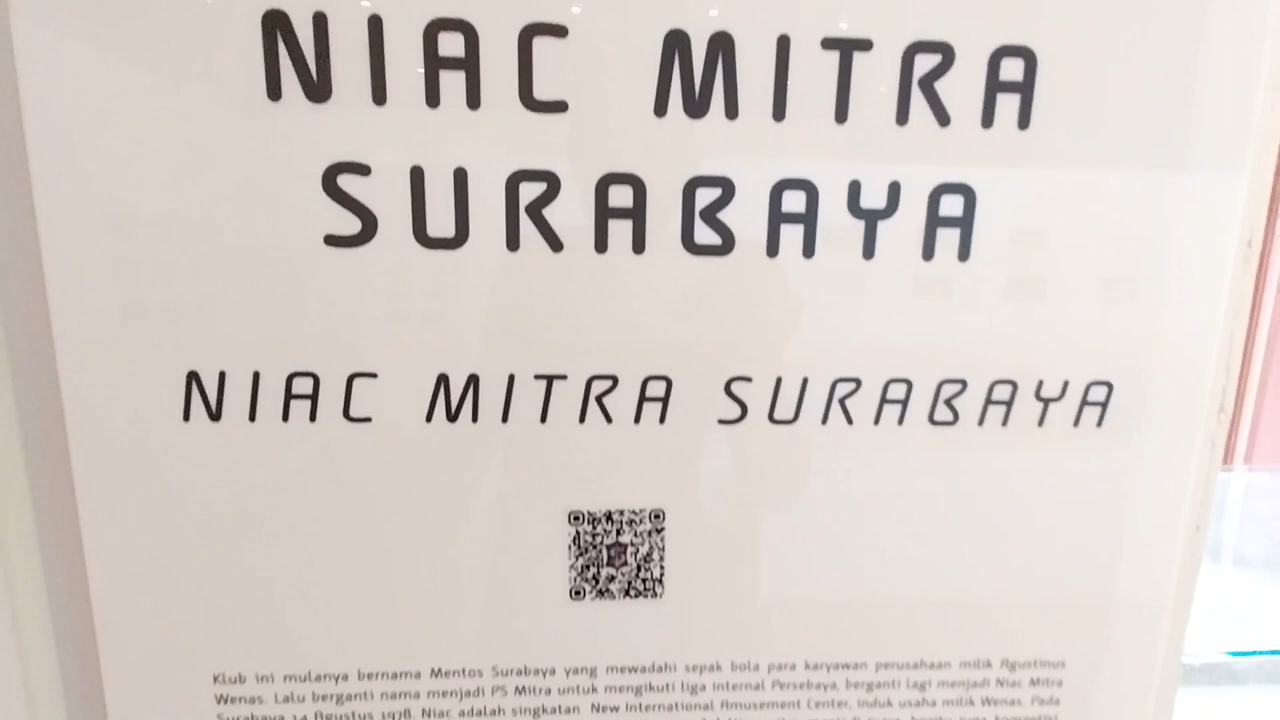 NIAC MITRA
SURABAYA
NIAC MITRA SURABAYA
Klub ini mulanya bernama Mentos Surabaya yang mewadahi sepak bola para karyawan perusahaan milik Agustinus
Wenas. Lalu berganti nama menjadi PS Mitra untuk mengikuti liga internal Persebaya, berganti lagi menjadi Niac Mitra
Surabaya 14 Agustus 1978. Niac adalah singkatan New International Amusement Center, induk usaha milik Wenas. Pada